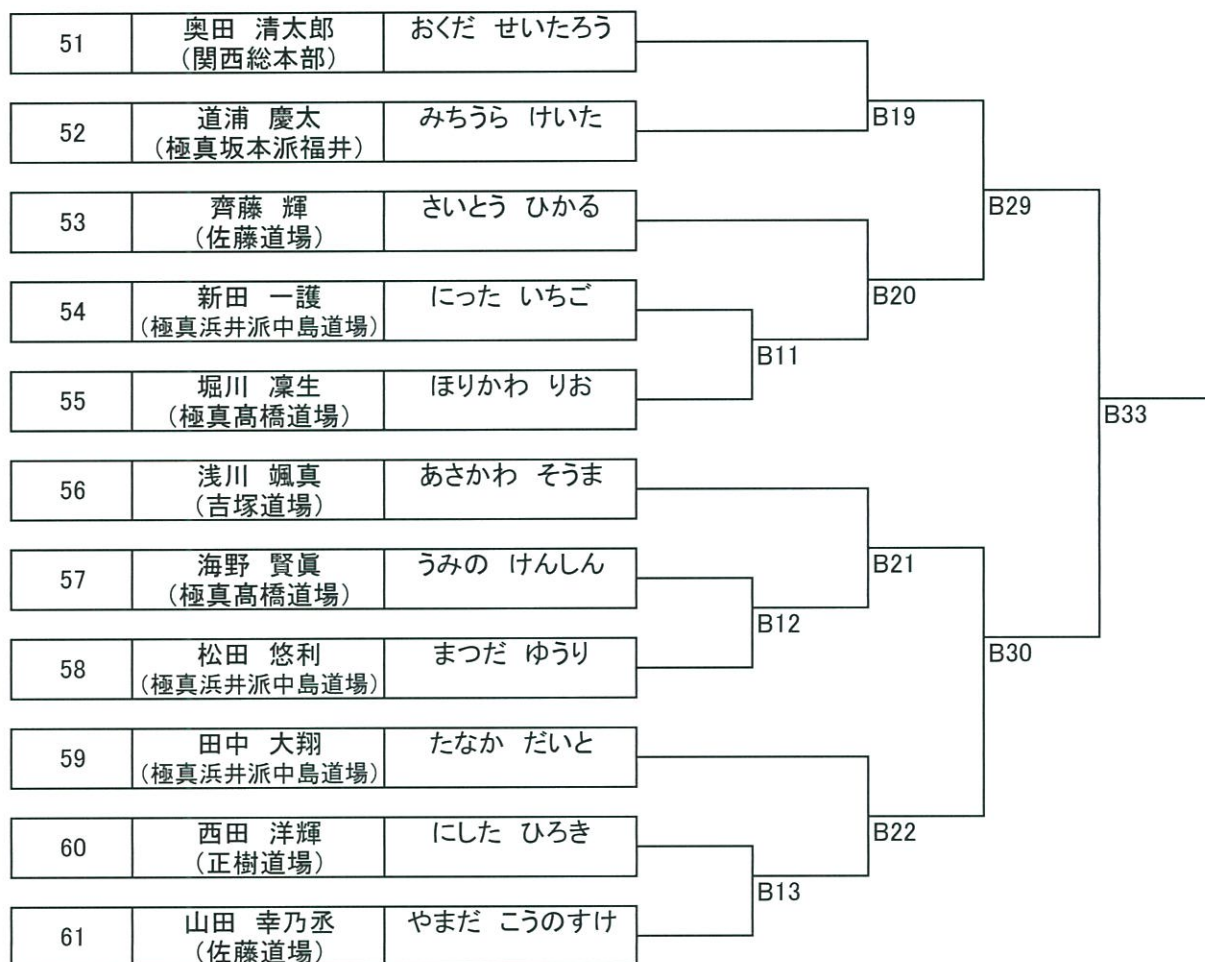 51 奥田 清太郎 おくだ せいたろう
(関西総本部)
B19
52 道浦 慶太 みちうら けいた
(極真坂本派福井)
53 齊藤 輝 さいとう ひかる
(佐藤道場)
B29
B20
54 新田 一護 にった いちご
(極真浜井派中島道場)
B11
55 堀川 凜生 ほりかわ りお
(極真髙橋道場)
B33
56 浅川 颯真 あさかわ そうま
(吉塚道場)
57 海野 賢眞 うみの けんしん
(極真髙橋道場)
B21
B12
58 松田 悠利 まつだ ゆうり
(極真浜井派中島道場)
B30
59 田中 大翔 たなか だいと
(極真浜井派中島道場)
60 西田 洋輝 にした ひろき
(正樹道場)
B22
B13
61 山田 幸乃丞 やまだ こうのすけ
(佐藤道場)